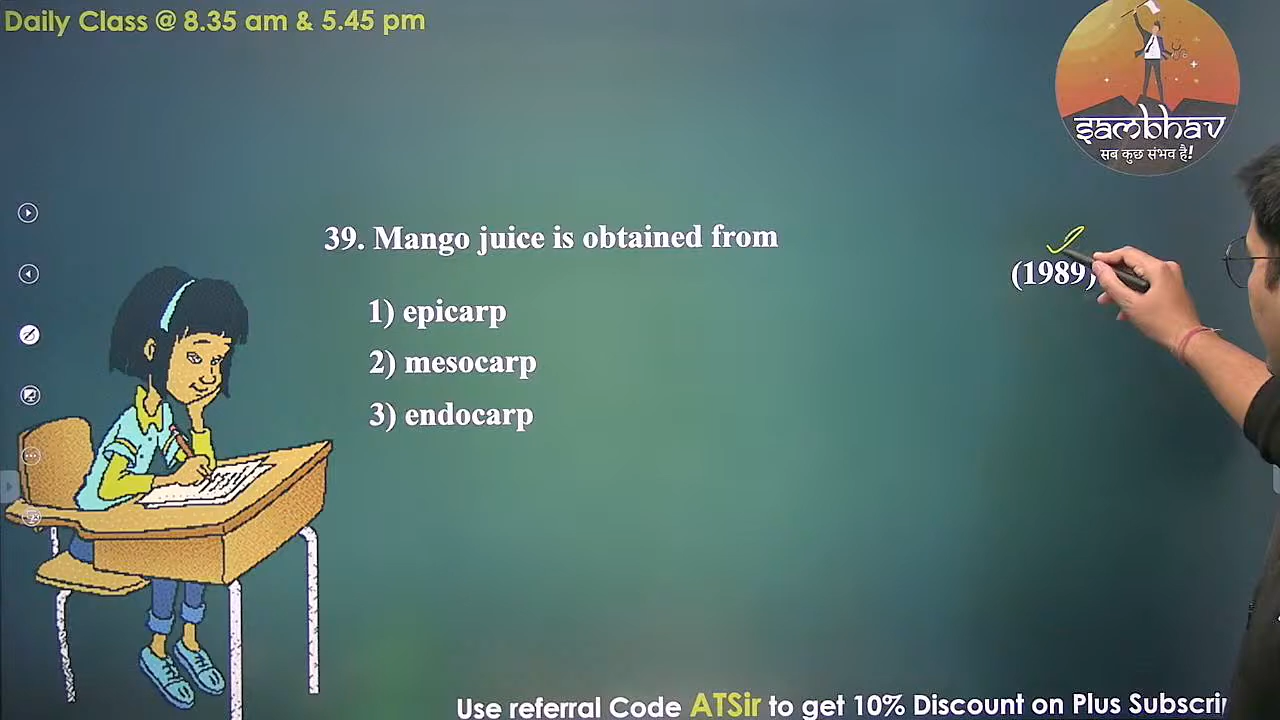 Daily Class @ 8.35 am & 5.45 pm
sambhav
सब कुछ संभव है!
39. Mango juice is obtained from
(1989)
1) epicarp
2) mesocarp
3) endocarp
Use referral Code ATSir to get 10% Discount on Plus Subscri